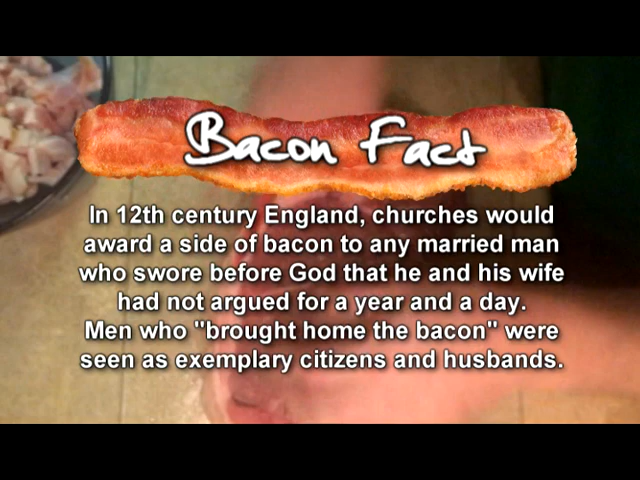 Bacon Fact
In 12th century England, churches would
award a side of bacon to any married man
who swore before God that he and his wife
had not argued for a year and a day.
Men who "brought home the bacon" were
seen as exemplary citizens and husbands.